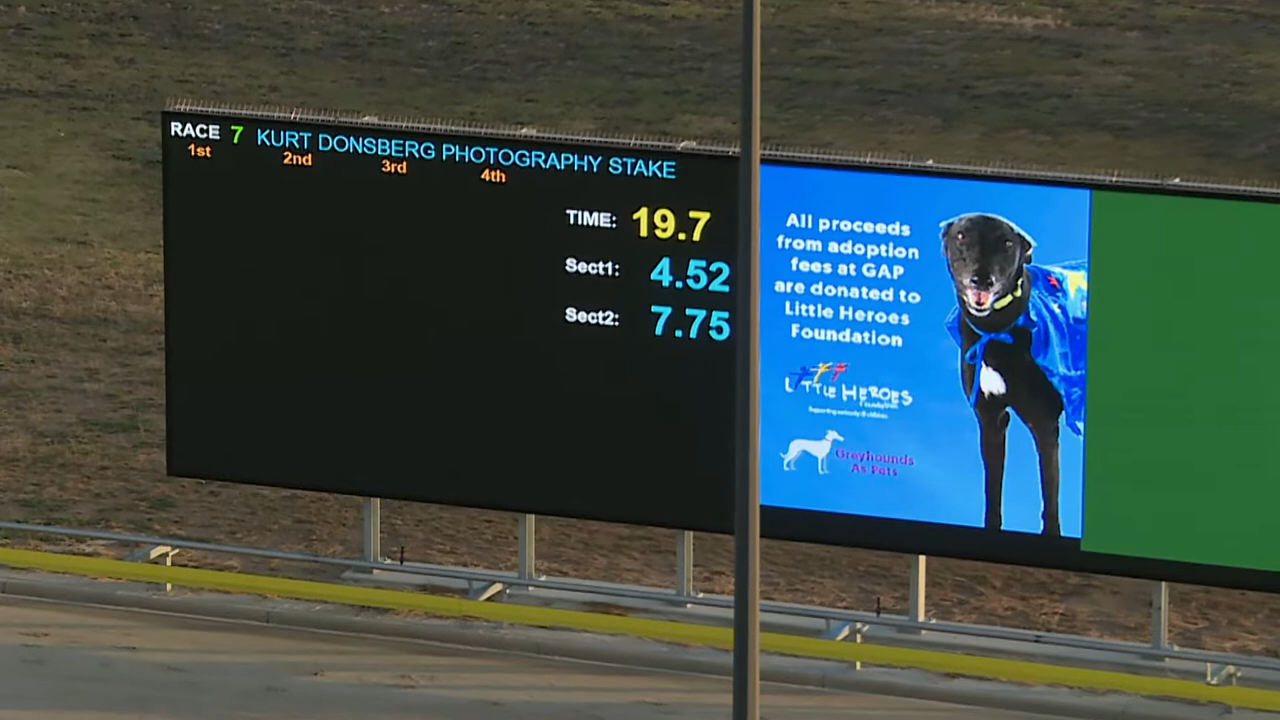 RACE 7 KURT DONSBERG PHOTOGRAPHY STAKE
1st 2nd 3rd 4th
TIME: 19.7
Sect1: 4.52
Sect2: 7.75
All proceeds
from adoption
fees at GAP
are donated to
Little Heroes
Foundation
LITTLE HEROES
Foundation
Greyhounds
As Pets